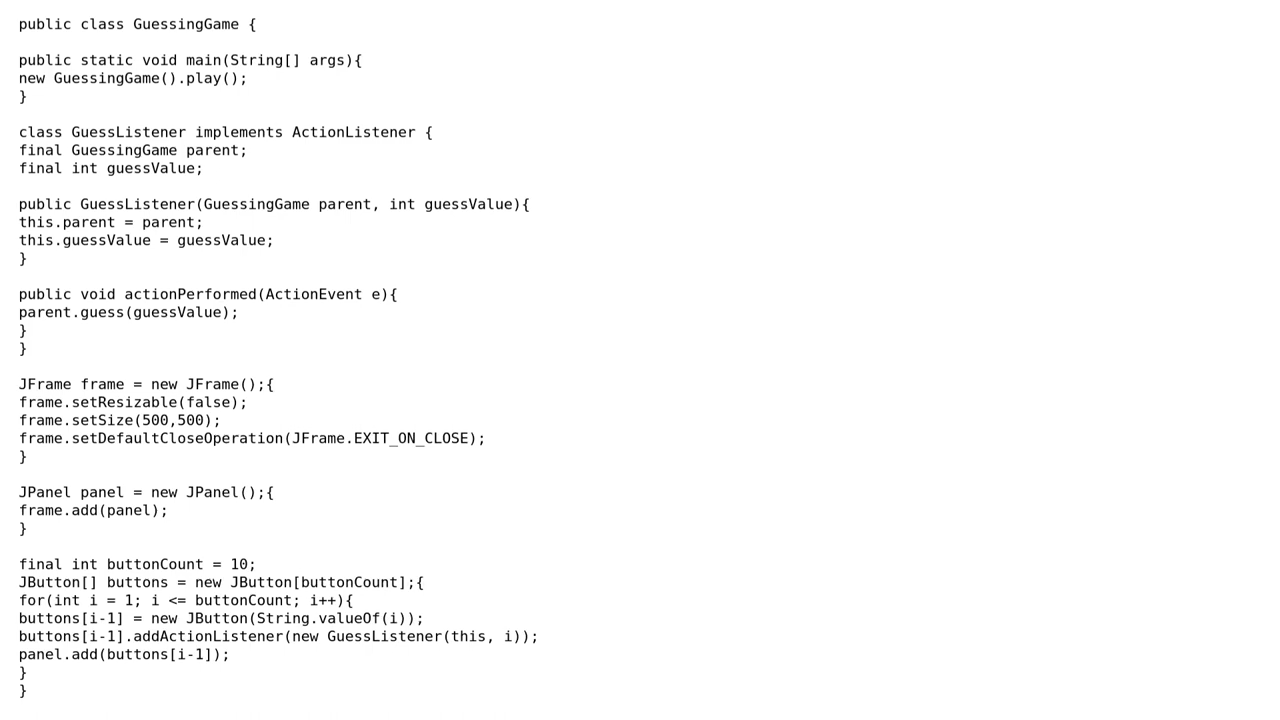 public class GuessingGame {
public static void main(String[] args){
new GuessingGame().play();
}
class GuessListener implements ActionListener {
final GuessingGame parent;
final int guessValue;
public GuessListener(GuessingGame parent, int guessValue){
this.parent = parent;
this.guessValue = guessValue;
}
public void actionPerformed(ActionEvent e){
parent.guess(guessValue);
}
}
JFrame frame = new JFrame();{
frame.setResizable(false);
frame.setSize(500,500);
frame.setDefaultCloseOperation(JFrame.EXIT_ON_CLOSE);
}
JPanel panel = new JPanel();{
frame.add(panel);
}
final int buttonCount = 10;
JButton[] buttons = new JButton[buttonCount];{
for(int i = 1; i <= buttonCount; i++){
buttons[i-1] = new JButton(String.valueOf(i));
buttons[i-1].addActionListener(new GuessListener(this, i));
panel.add(buttons[i-1]);
}
}